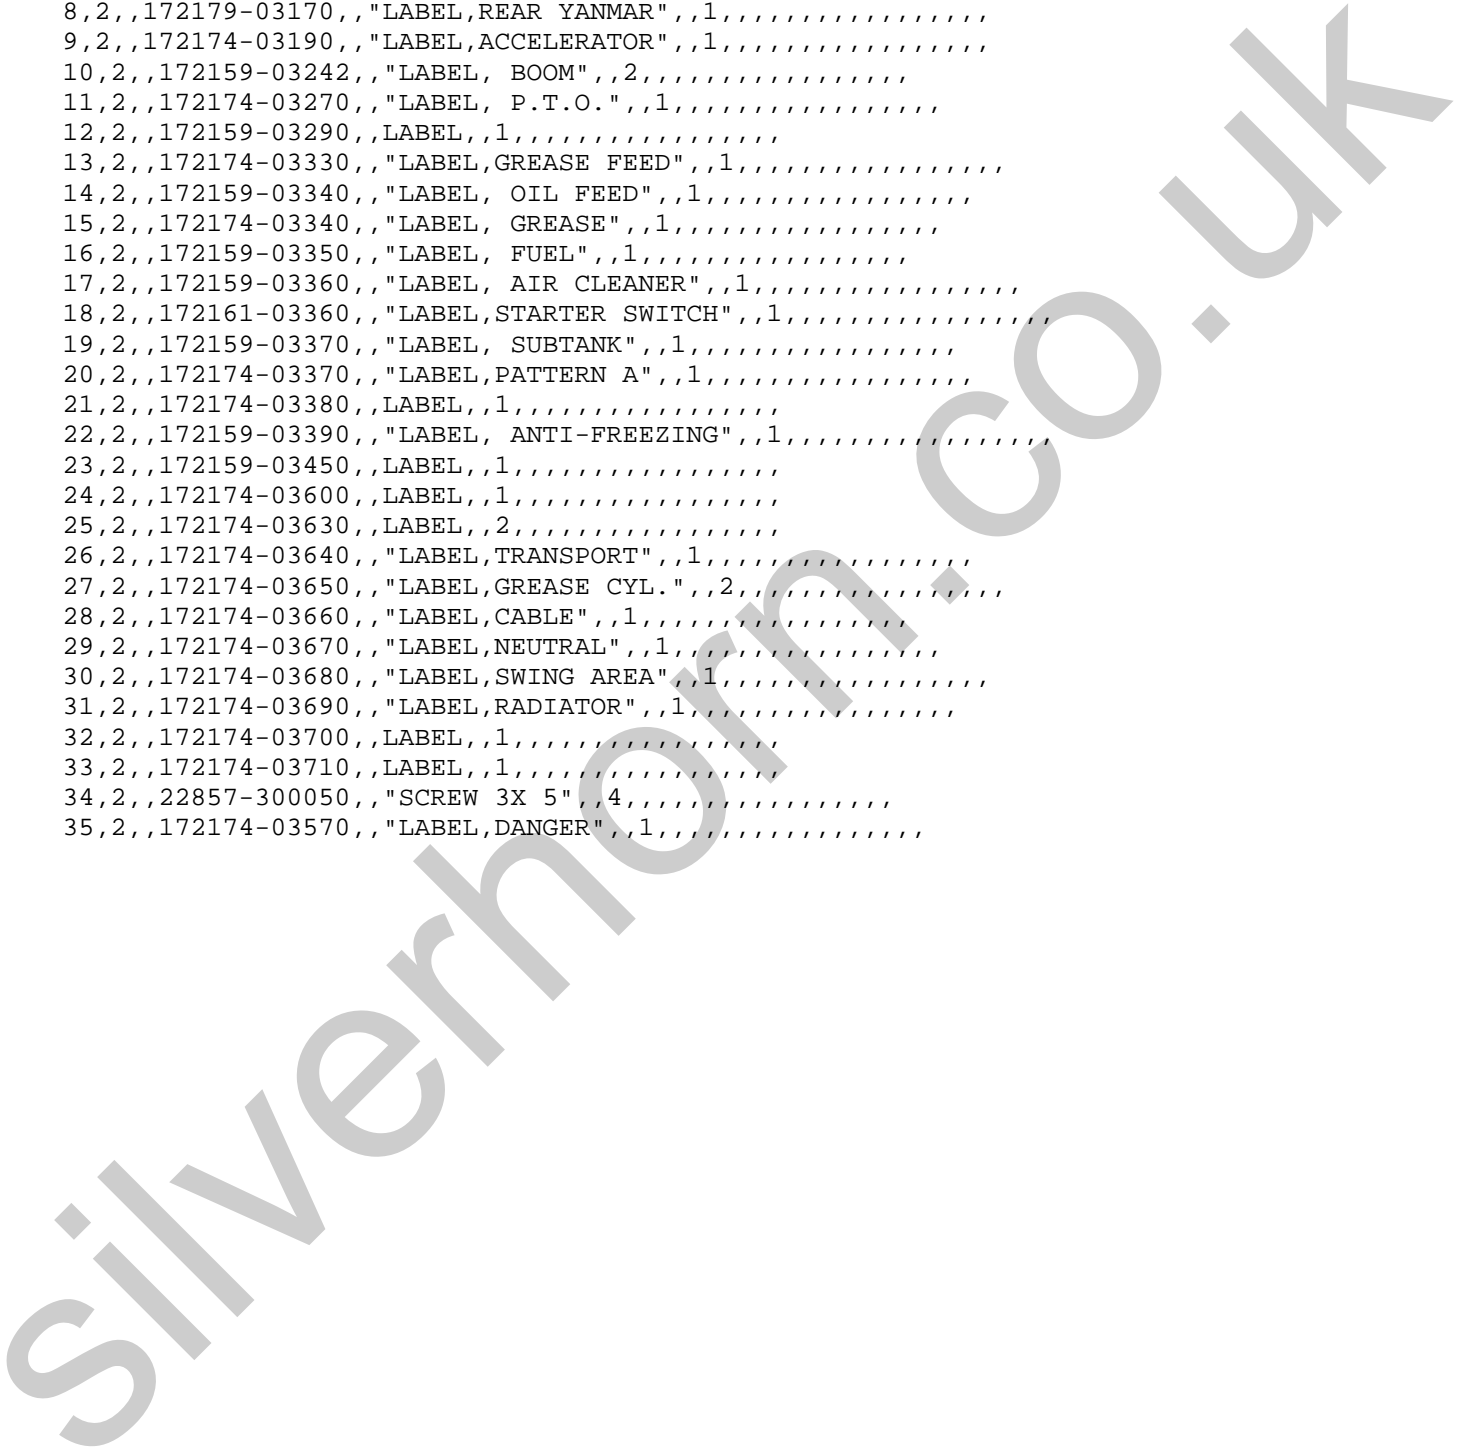 8,2,,172179-03170,,"LABEL,REAR YANMAR",,1,,,,,,,,,,,,,,,,,
9,2,,172174-03190,,"LABEL,ACCELERATOR",,1,,,,,,,,,,,,,,,,,
10,2,,172159-03242,,"LABEL, BOOM",,2,,,,,,,,,,,,,,,,,
11,2,,172174-03270,,"LABEL, P.T.O.",,1,,,,,,,,,,,,,,,,,
12,2,,172159-03290,,LABEL,,1,,,,,,,,,,,,,,,,,
13,2,,172174-03330,,"LABEL,GREASE FEED",,1,,,,,,,,,,,,,,,,,
14,2,,172159-03340,,"LABEL, OIL FEED",,1,,,,,,,,,,,,,,,,,
15,2,,172174-03340,,"LABEL, GREASE",,1,,,,,,,,,,,,,,,,,
16,2,,172159-03350,,"LABEL, FUEL",,1,,,,,,,,,,,,,,,,,
17,2,,172159-03360,,"LABEL, AIR CLEANER",,1,,,,,,,,,,,,,,,,,
18,2,,172161-03360,,"LABEL,STARTER SWITCH",,1,,,,,,,,,,,,,,,,,
19,2,,172159-03370,,"LABEL, SUBTANK",,1,,,,,,,,,,,,,,,,,
20,2,,172174-03370,,"LABEL,PATTERN A",,1,,,,,,,,,,,,,,,,,
21,2,,172174-03380,,LABEL,,1,,,,,,,,,,,,,,,,,
22,2,,172159-03390,,"LABEL, ANTI-FREEZING",,1,,,,,,,,,,,,,,,,,
23,2,,172159-03450,,LABEL,,1,,,,,,,,,,,,,,,,,
24,2,,172174-03600,,LABEL,,1,,,,,,,,,,,,,,,,,
25,2,,172174-03630,,LABEL,,2,,,,,,,,,,,,,,,,,
26,2,,172174-03640,,"LABEL,TRANSPORT",,1,,,,,,,,,,,,,,,,,
27,2,,172174-03650,,"LABEL,GREASE CYL.",,2,,,,,,,,,,,,,,,,,
28,2,,172174-03660,,"LABEL,CABLE",,1,,,,,,,,,,,,,,,,,
29,2,,172174-03670,,"LABEL,NEUTRAL",,1,,,,,,,,,,,,,,,,,
30,2,,172174-03680,,"LABEL,SWING AREA",,1,,,,,,,,,,,,,,,,,
31,2,,172174-03690,,"LABEL,RADIATOR",,1,,,,,,,,,,,,,,,,,
32,2,,172174-03700,,LABEL,,1,,,,,,,,,,,,,,,,,
33,2,,172174-03710,,LABEL,,1,,,,,,,,,,,,,,,,,
34,2,,22857-300050,,"SCREW 3X 5",,4,,,,,,,,,,,,,,,,,
35,2,,172174-03570,,"LABEL,DANGER",,1,,,,,,,,,,,,,,,,,
silverhorn.co.uk